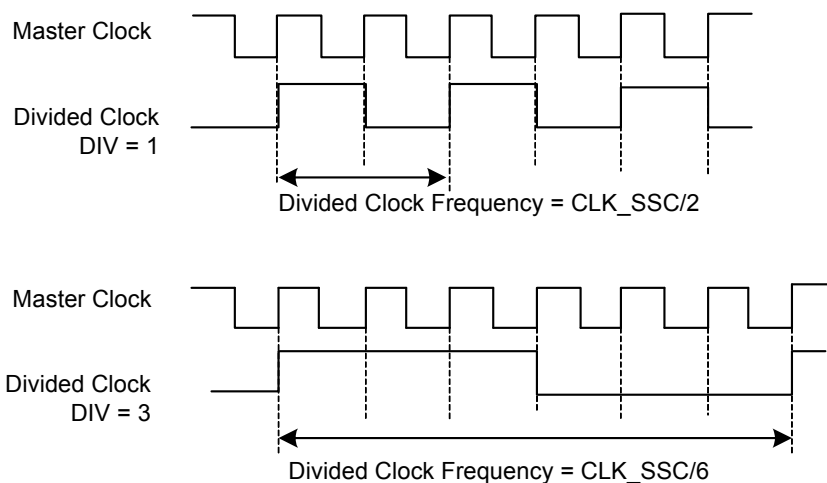 Master Clock
Divided Clock
DIV = 1
Divided Clock Frequency = CLK_SSC/2
Master Clock
Divided Clock
DIV = 3
Divided Clock Frequency = CLK_SSC/6